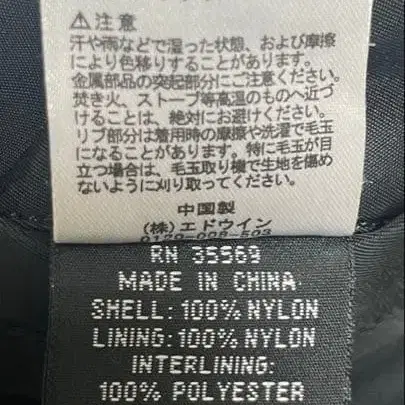 ⚠注意
汗や雨などで湿った状態、および摩擦
により色移りすることがあります。
金属部品の突起部分にご注意ください。
焚き火、ストーブ等高温のものへ近づ
けることは、絶対にお避けください。
リブ部分は着用時の摩擦や洗濯で毛玉
になることがあります。特に毛玉が目
立つ場合は、毛玉取り機で生地を傷め
ないように刈り取ってください。
中国製
(株)エドウイン
RN 35569
MADE IN CHINA
SHELL: 100% NYLON
LINING: 100% NYLON
INTERLINING:
100% POLYESTER